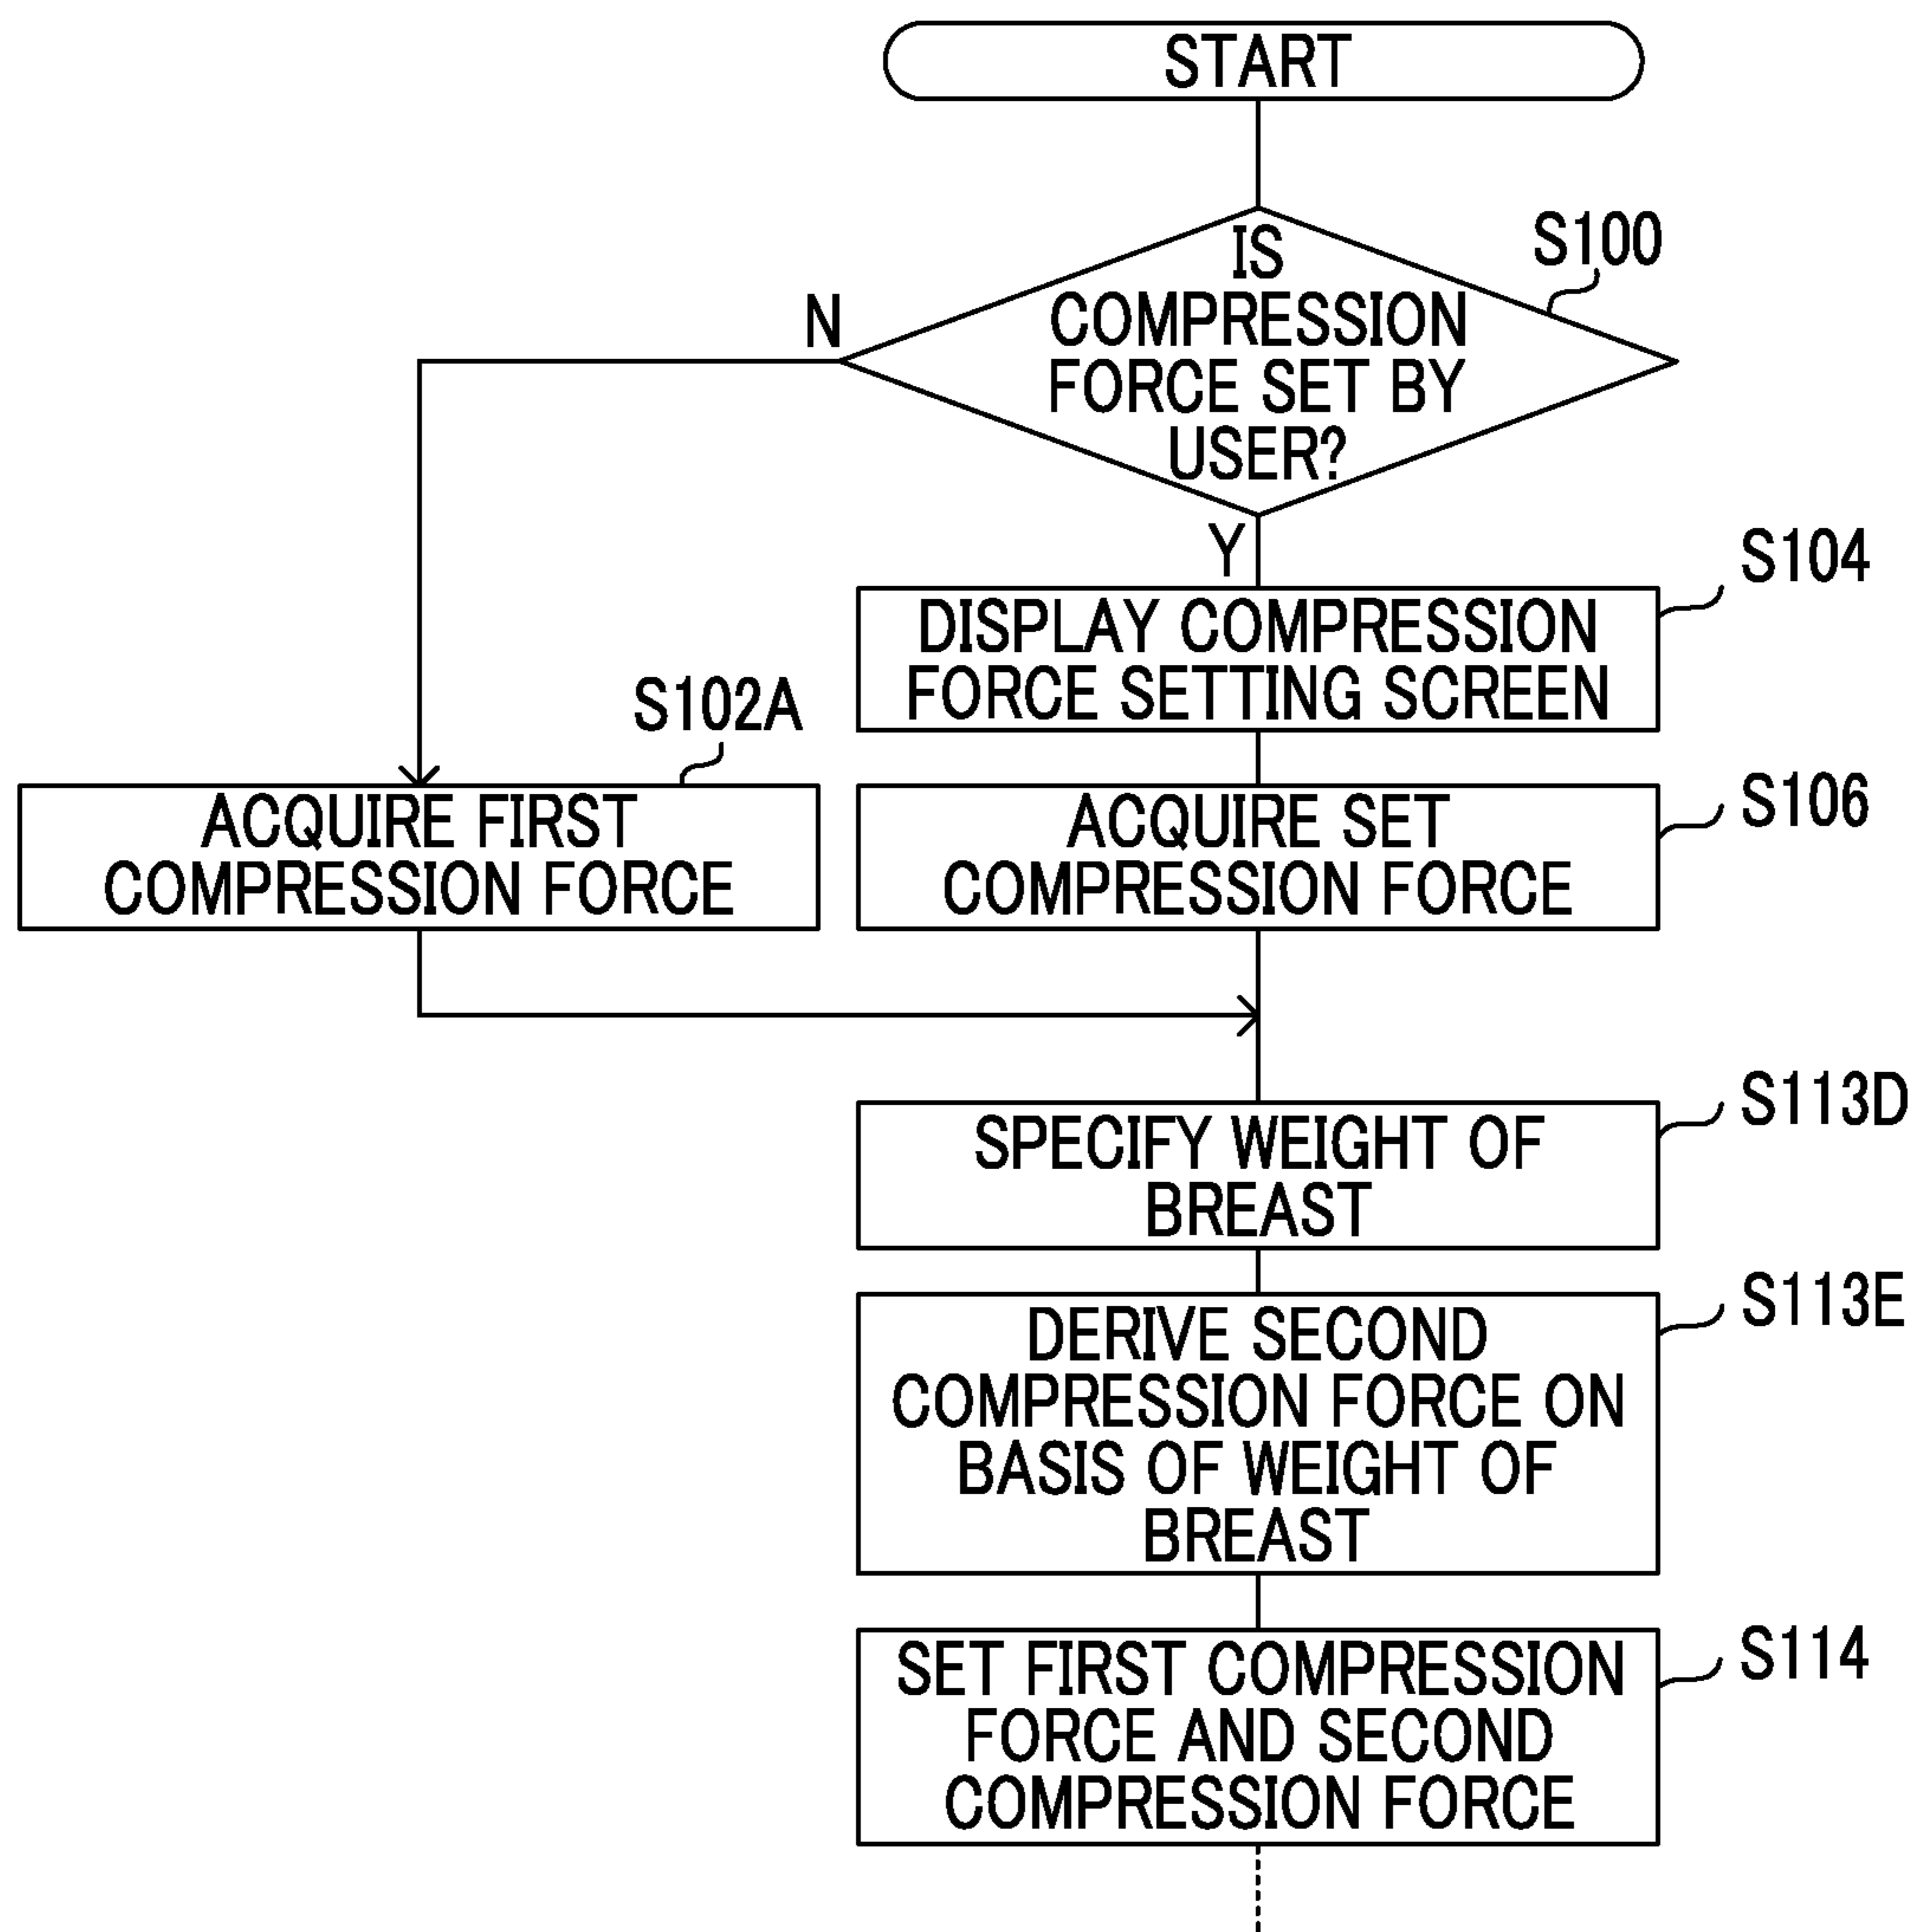 START
IS
COMPRESSION
FORCE SET BY
USER?
S100
N
Y
DISPLAY COMPRESSION
FORCE SETTING SCREEN
S104
S102A
ACQUIRE FIRST
COMPRESSION FORCE
ACQUIRE SET
COMPRESSION FORCE
S106
SPECIFY WEIGHT OF
BREAST
S113D
DERIVE SECOND
COMPRESSION FORCE ON
BASIS OF WEIGHT OF
BREAST
S113E
SET FIRST COMPRESSION
FORCE AND SECOND
COMPRESSION FORCE
S114